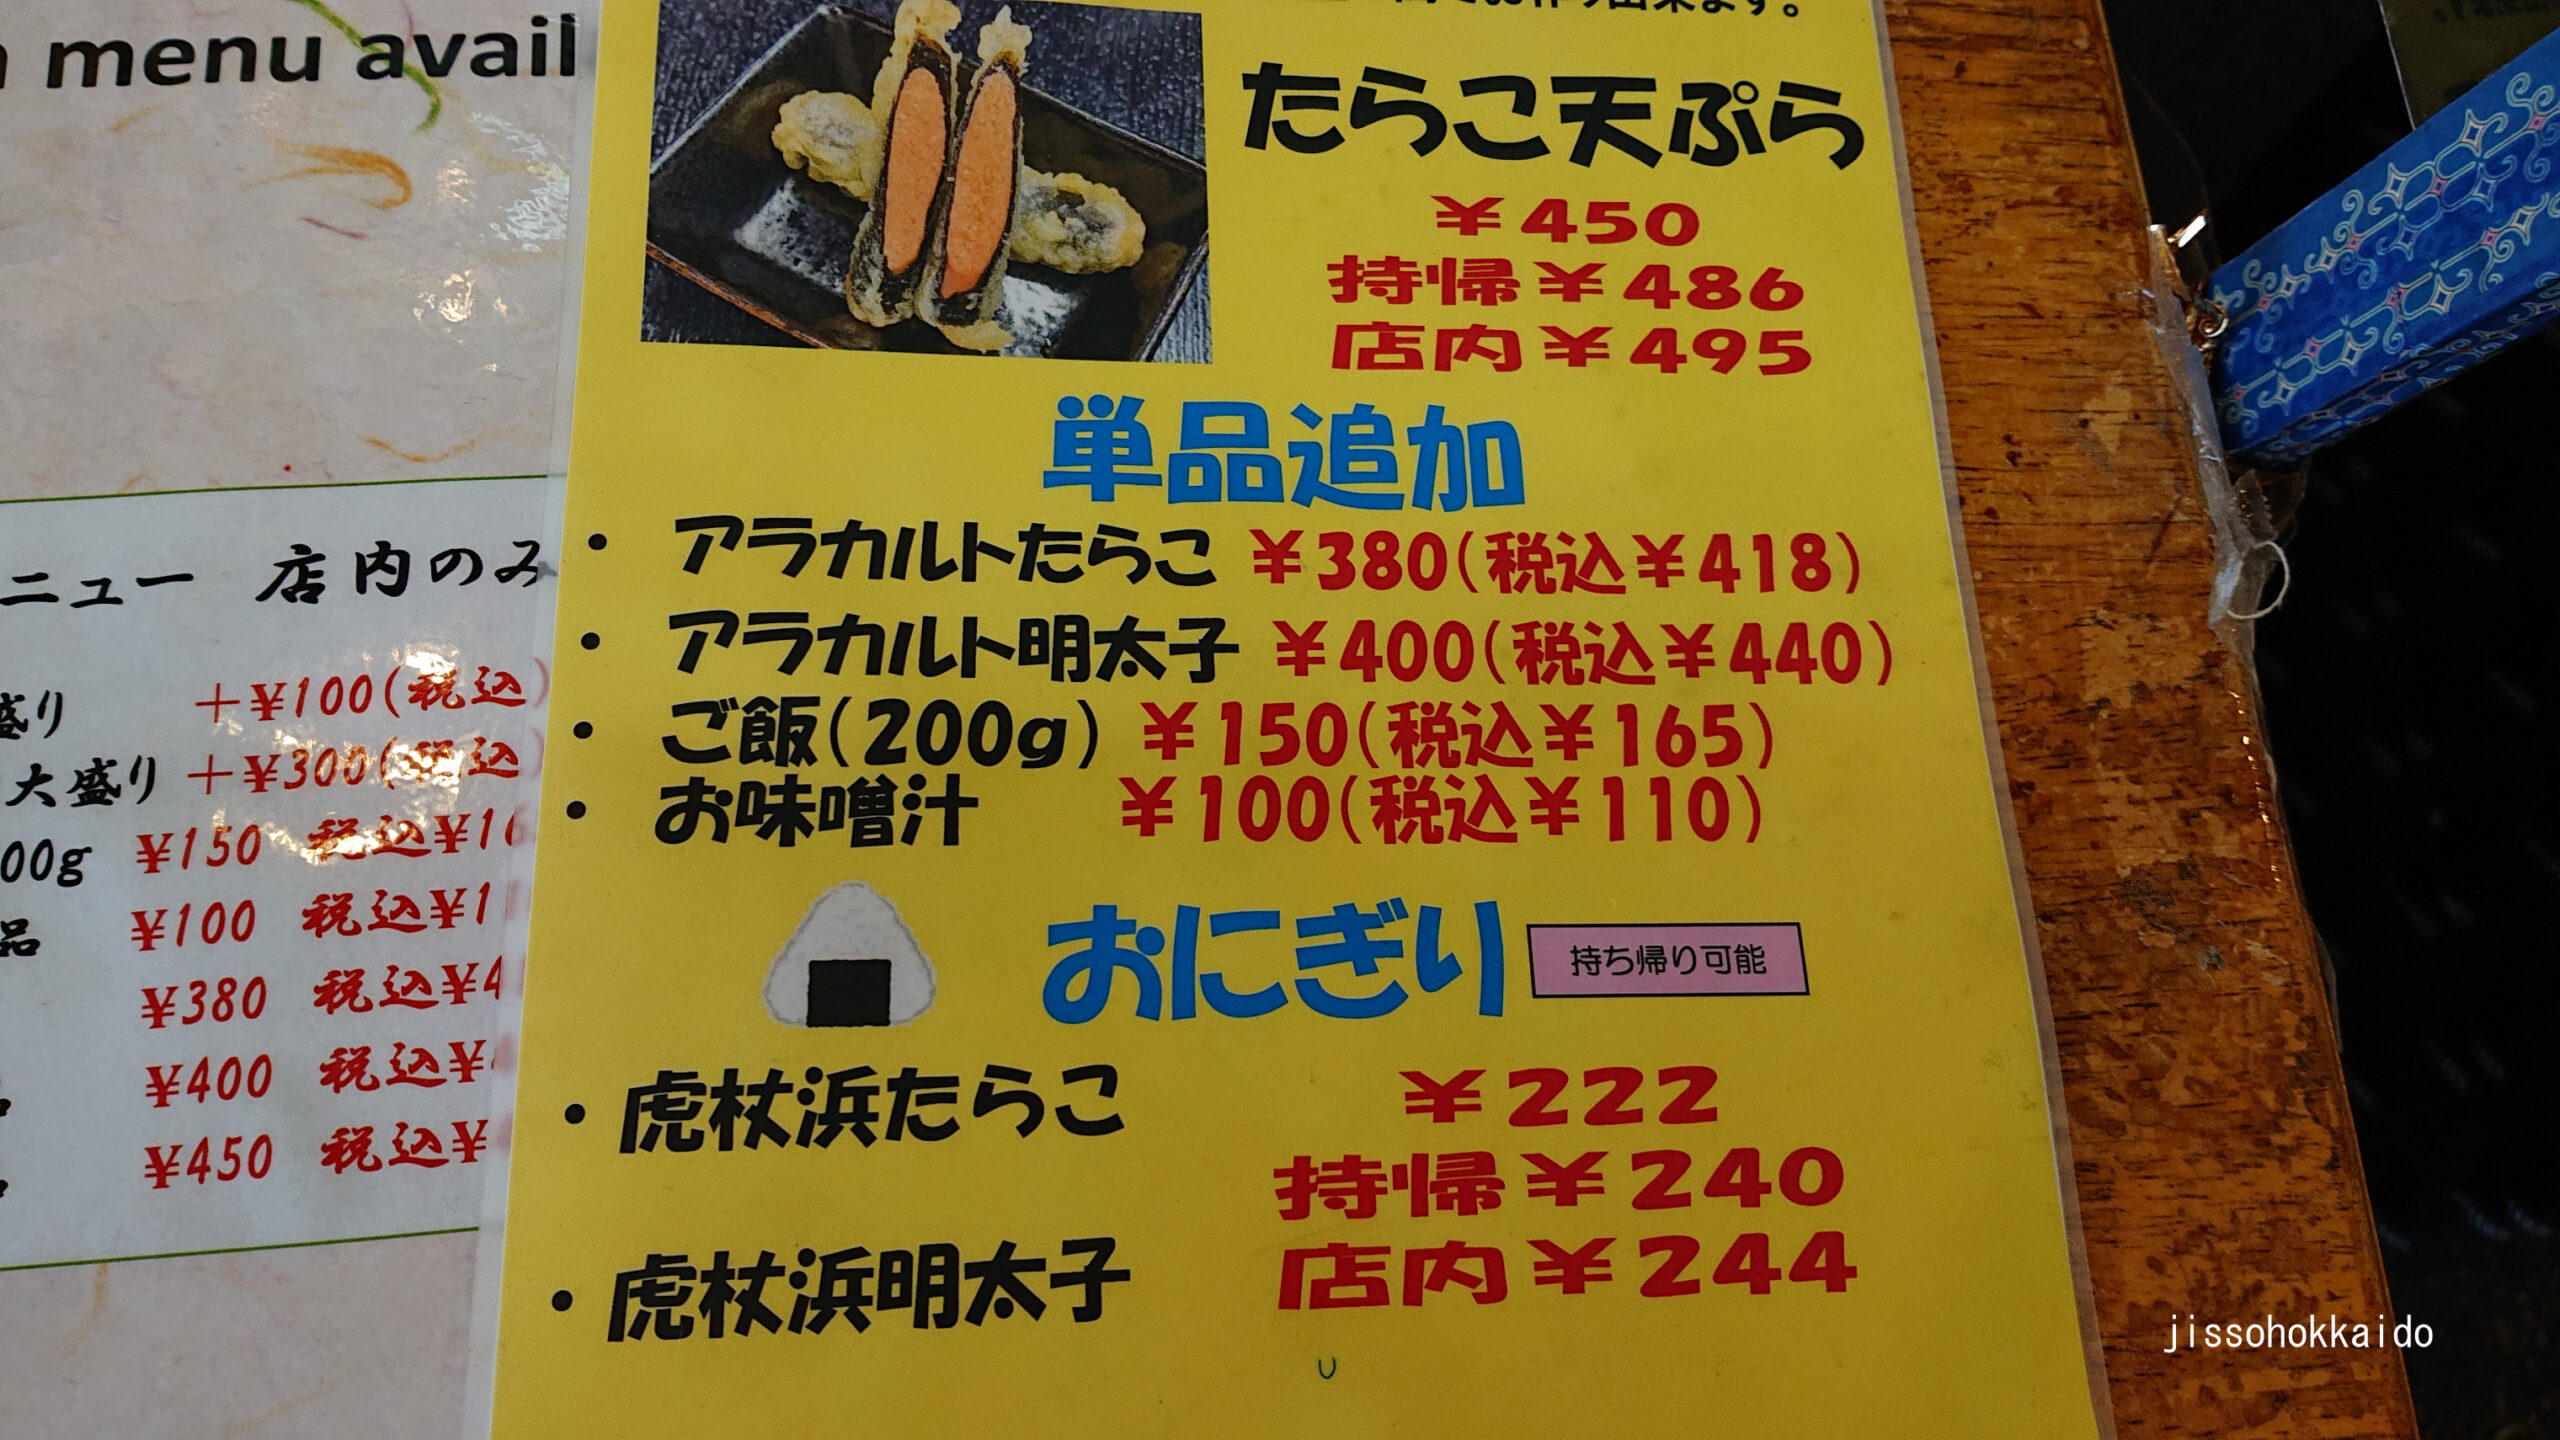 menu avail
ニュー 店内のみ
盛り +¥100(税込)
大盛り +¥300(税込)
00g ¥150 税込¥16
品 ¥100 税込¥1
¥380 税込¥4
¥400 税込¥
¥450 税込¥
たらこ天ぷら
¥450
持帰¥486
店内¥495
単品追加
・ アラカルトたらこ ¥380(税込¥418)
・ アラカルト明太子 ¥400(税込¥440)
・ ご飯(200g) ¥150(税込¥165)
・ お味噌汁 ¥100(税込¥110)
おにぎり 持ち帰り可能
・虎杖浜たらこ ¥222
持帰¥240
・虎杖浜明太子 店内¥244
jissohokkaido